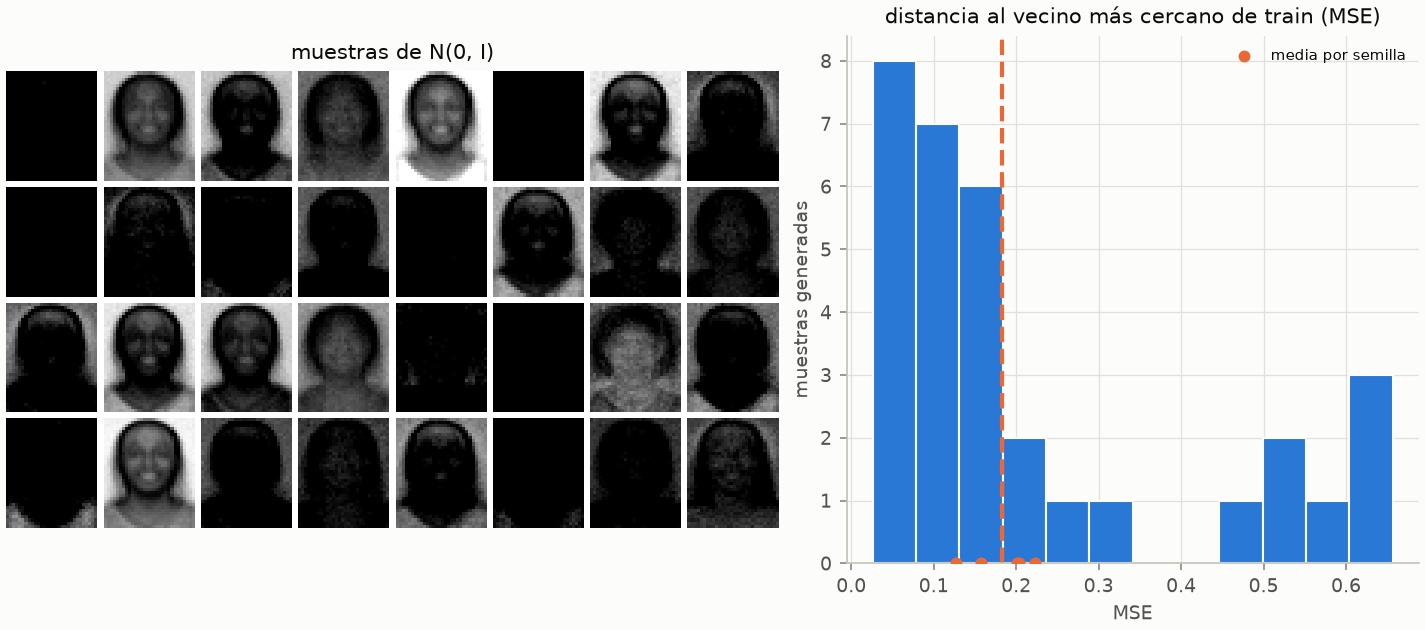 muestras de N(0, I)
distancia al vecino más cercano de train (MSE)
media por semilla
muestras generadas
8
7
6
5
4
3
2
1
0
0.0 0.1 0.2 0.3 0.4 0.5 0.6
MSE